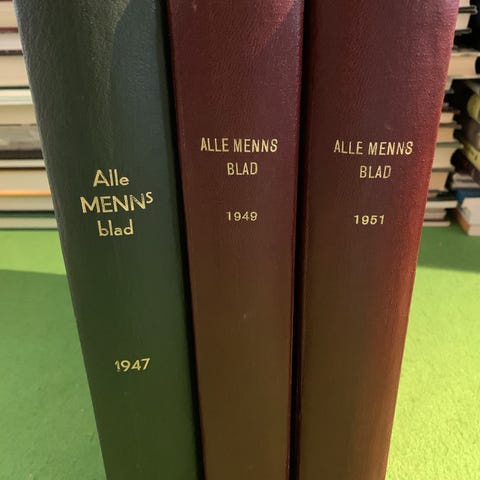 Alle
MENNS
blad
1947
ALLE MENNS
BLAD
1949
ALLE MENNS
BLAD
1951